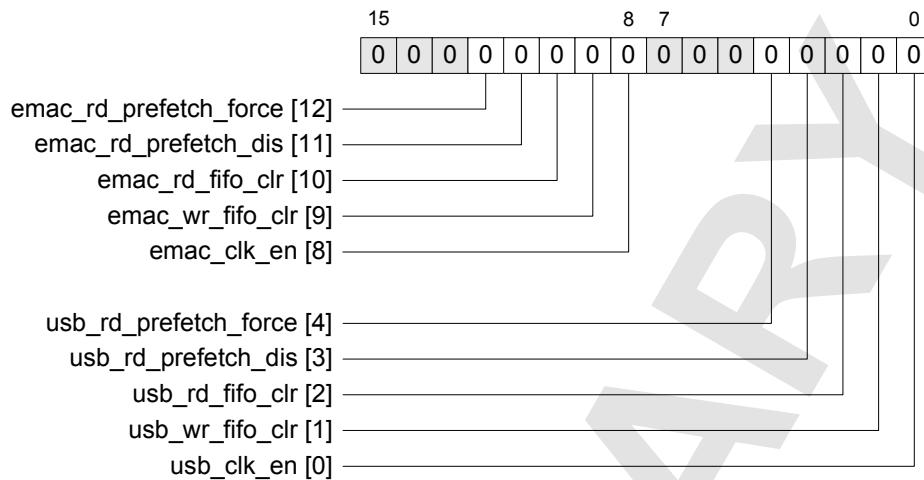 15 8 7 0
0 0 0 0 0 0 0 0 0 0 0 0 0 0 0 0
emac_rd_prefetch_force [12]
emac_rd_prefetch_dis [11]
emac_rd_fifo_clr [10]
emac_wr_fifo_clr [9]
emac_clk_en [8]
usb_rd_prefetch_force [4]
usb_rd_prefetch_dis [3]
usb_rd_fifo_clr [2]
usb_wr_fifo_clr [1]
usb_clk_en [0]
ARY